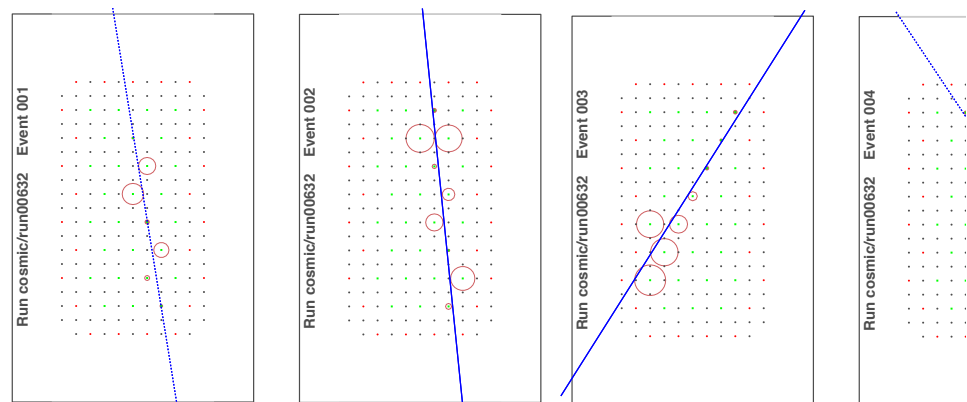 Run cosmic/run00632 Event 001
Run cosmic/run00632 Event 002
Run cosmic/run00632 Event 003
Run cosmic/run00632 Event 004